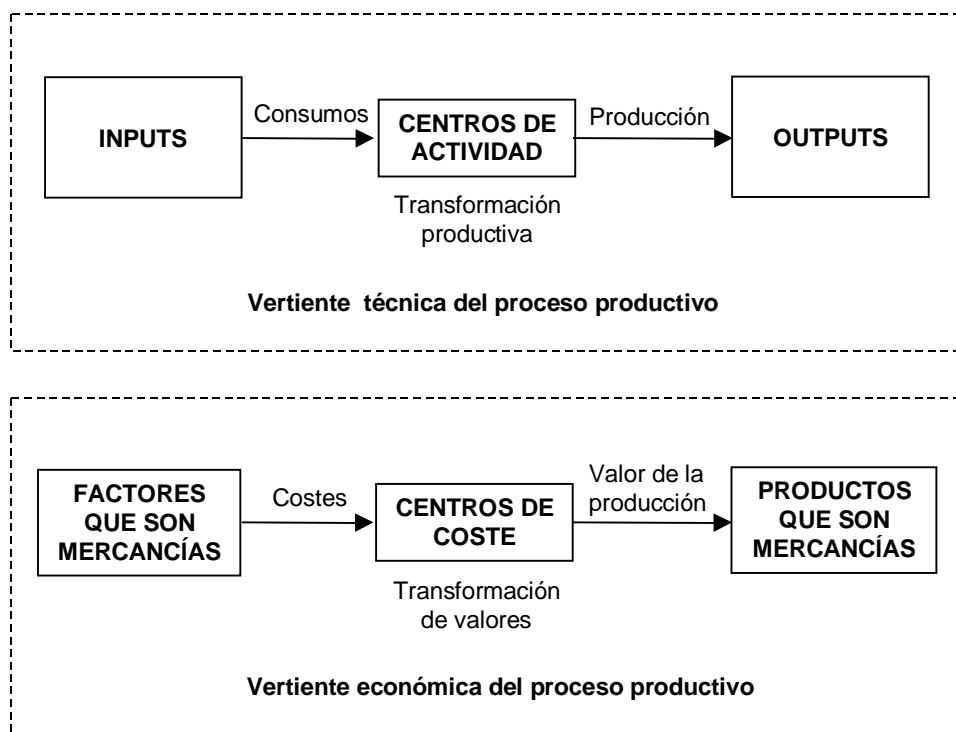 INPUTS
Consumos
CENTROS DE
ACTIVIDAD
Transformación
productiva
Producción
OUTPUTS
Vertiente técnica del proceso productivo
FACTORES
QUE SON
MERCANCÍAS
Costes
CENTROS DE
COSTE
Transformación
de valores
Valor de la
producción
PRODUCTOS
QUE SON
MERCANCÍAS
Vertiente económica del proceso productivo